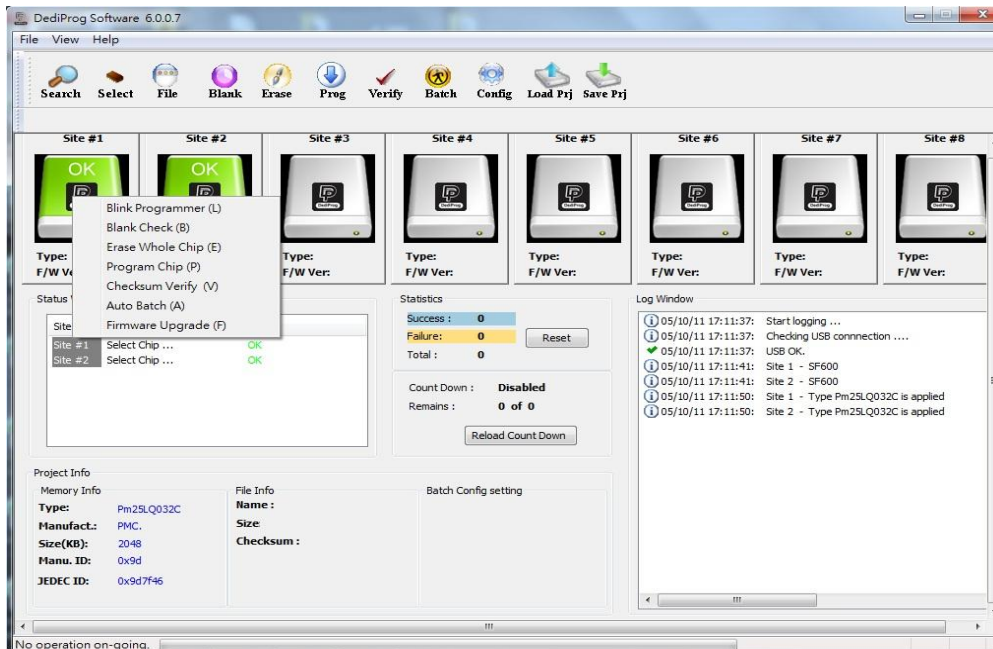 DediProg Software 6.0.0.7
File View Help
Search Select File Blank Erase Prog Verify Batch Config Load Prj Save Prj
Site #1 Site #2 Site #3 Site #4 Site #5 Site #6 Site #7 Site #8
OK OK
DediProg DediProg DediProg DediProg DediProg DediProg
Type: Type: Type: Type: Type: Type: Type:
F/W Ver: F/W Ver: F/W Ver: F/W Ver: F/W Ver: F/W Ver:
Blink Programmer (L)
Blank Check (B)
Erase Whole Chip (E)
Program Chip (P)
Checksum Verify (V)
Auto Batch (A)
Firmware Upgrade (F)
Status
Site
Site #1 Select Chip ... OK
Site #2 Select Chip ... OK
Statistics
Success : 0
Failure: 0
Total : 0
Reset
Count Down : Disabled
Remains : 0 of 0
Reload Count Down
Log Window
05/10/11 17:11:37: Start logging ...
05/10/11 17:11:37: Checking USB connnection ....
05/10/11 17:11:37: USB OK.
05/10/11 17:11:41: Site 1 - SF600
05/10/11 17:11:41: Site 2 - SF600
05/10/11 17:11:50: Site 1 - Type Pm25LQ032C is applied
05/10/11 17:11:50: Site 2 - Type Pm25LQ032C is applied
Project Info
Memory Info
Type: Pm25LQ032C
Manufact.: PMC.
Size(KB): 2048
Manu. ID: 0x9d
JEDEC ID: 0x9d7f46
File Info
Name :
Size
Checksum :
Batch Config setting
No operation on-going.